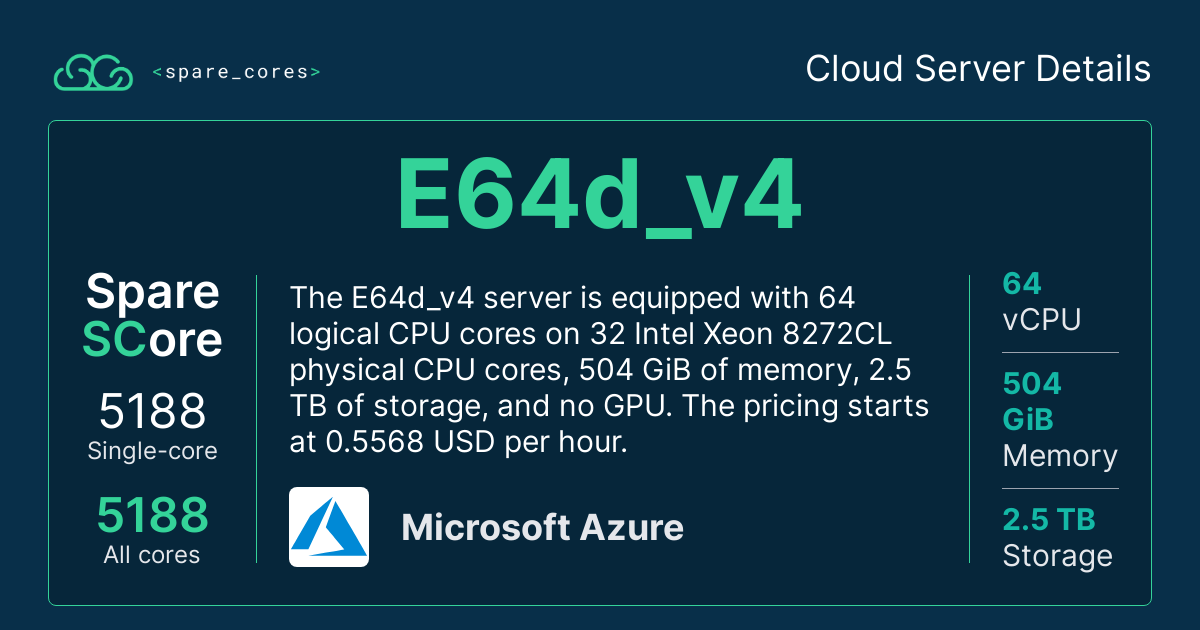 <spare_cores>
Cloud Server Details
E64d_v4
Spare
SCore
5188
Single-core
5188
All cores
The E64d_v4 server is equipped with 64
logical CPU cores on 32 Intel Xeon 8272CL
physical CPU cores, 504 GiB of memory, 2.5
TB of storage, and no GPU. The pricing starts
at 0.5568 USD per hour.
Microsoft Azure
64
vCPU
504
GiB
Memory
2.5 TB
Storage